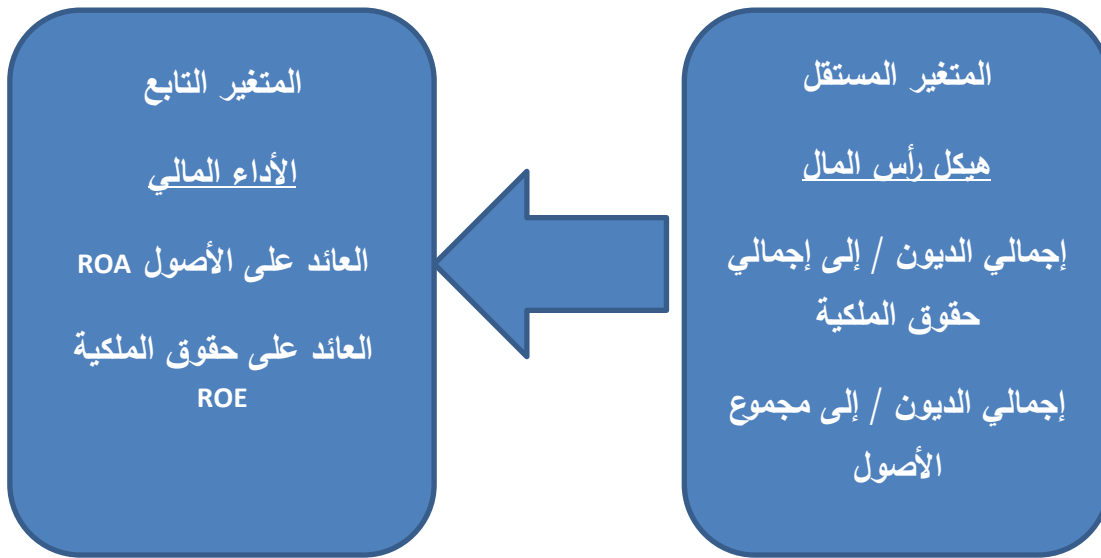 المتغير المستقل
هيكل رأس المال
إجمالي الديون / إلى إجمالي
حقوق الملكية
إجمالي الديون / إلى مجموع
الأصول
المتغير التابع
الأداء المالي
العائد على الأصول ROA
العائد على حقوق الملكية
ROE